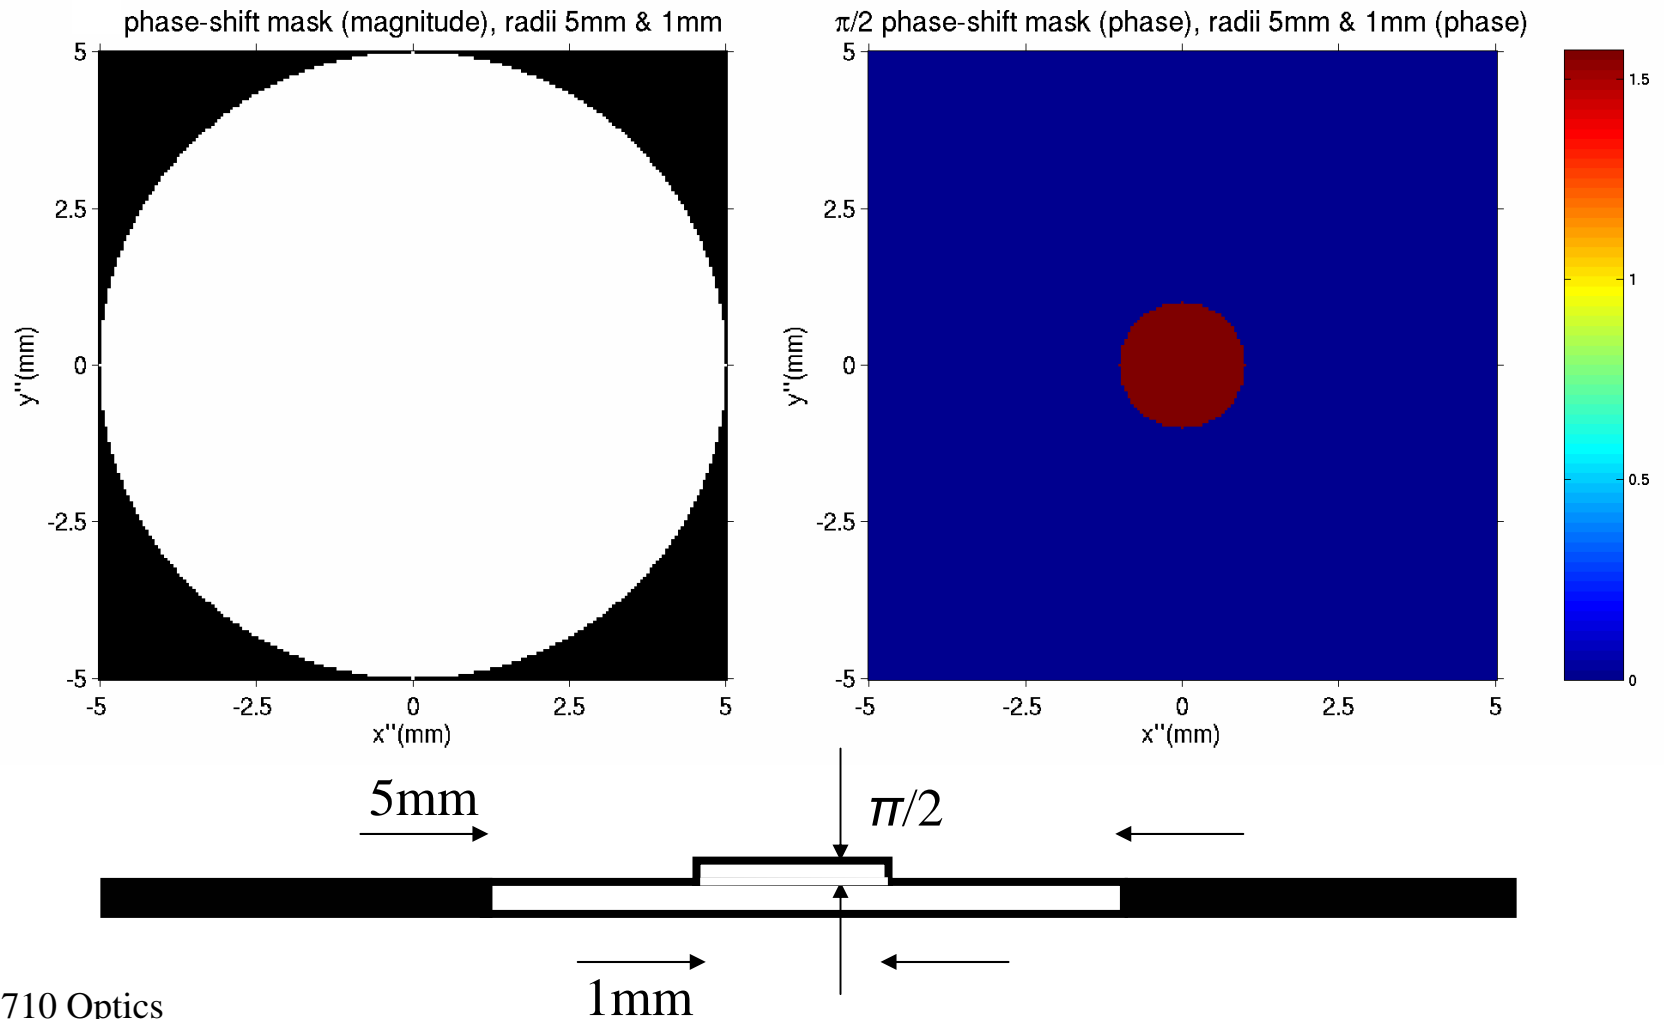 phase-shift mask (magnitude), radii 5mm & 1mm
5
2.5
0
-2.5
-5
y"(mm)
-5 -2.5 0 2.5 5
x"(mm)
π/2 phase-shift mask (phase), radii 5mm & 1mm (phase)
5
2.5
0
-2.5
-5
y"(mm)
-5 -2.5 0 2.5 5
x"(mm)
1.5
1
0.5
0
5mm
π/2
1mm
710 Optics